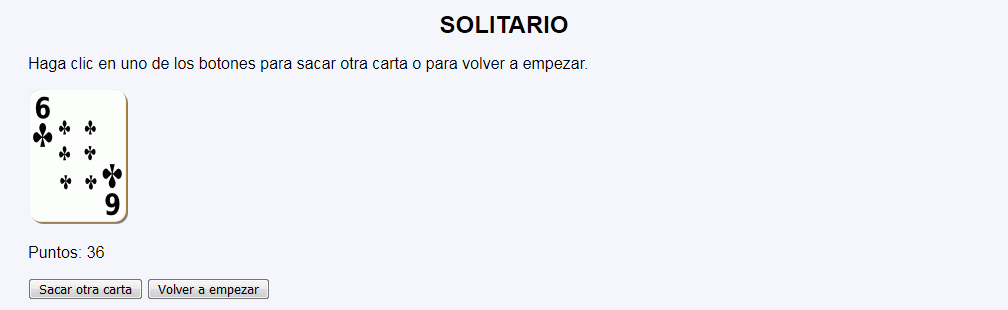 SOLITARIO
Haga clic en uno de los botones para sacar otra carta o para volver a empezar.
6
6
Puntos: 36
Sacar otra carta Volver a empezar